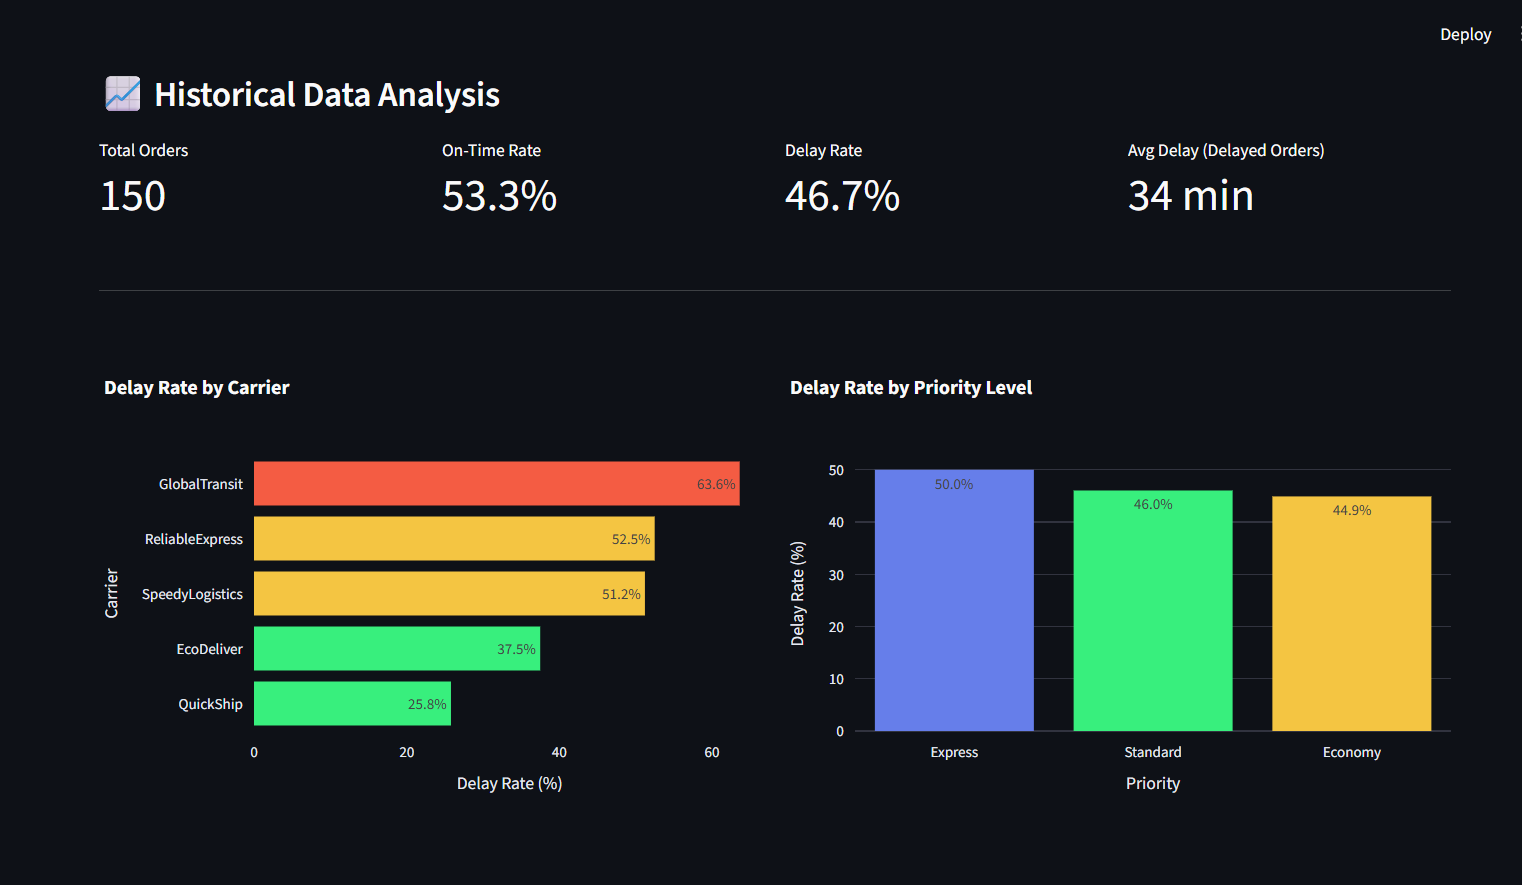 Deploy
Historical Data Analysis
Total Orders
150
On-Time Rate
53.3%
Delay Rate
46.7%
Avg Delay (Delayed Orders)
34 min
Delay Rate by Carrier
Carrier
GlobalTransit
63.6%
ReliableExpress
52.5%
SpeedyLogistics
51.2%
EcoDeliver
37.5%
QuickShip
25.8%
0 20 40 60
Delay Rate (%)
Delay Rate by Priority Level
Delay Rate (%)
50
40
30
20
10
0
50.0%
46.0%
44.9%
Express Standard Economy
Priority